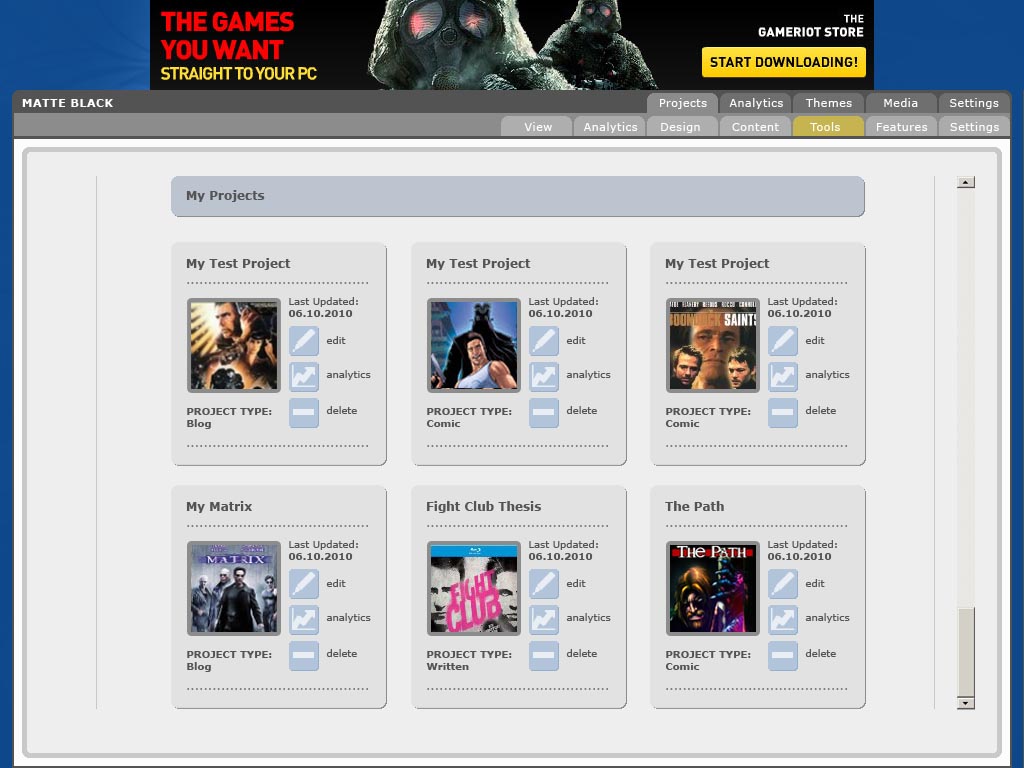 THE GAMES
YOU WANT
STRAIGHT TO YOUR PC
THE
GAMERIOT STORE
START DOWNLOADING!
MATTE BLACK
Projects Analytics Themes Media Settings
View Analytics Design Content Tools Features Settings
My Projects
My Test Project
Last Updated:
06.10.2010
edit
analytics
delete
PROJECT TYPE:
Blog
My Test Project
Last Updated:
06.10.2010
edit
analytics
delete
PROJECT TYPE:
Comic
My Test Project
SAINTS
Last Updated:
06.10.2010
edit
analytics
delete
PROJECT TYPE:
Comic
My Matrix
MATRIX
Last Updated:
06.10.2010
edit
analytics
delete
PROJECT TYPE:
Blog
Fight Club Thesis
FIGHT
CLUB
Last Updated:
06.10.2010
edit
analytics
delete
PROJECT TYPE:
Written
The Path
THE PATH
Last Updated:
06.10.2010
edit
analytics
delete
PROJECT TYPE:
Comic